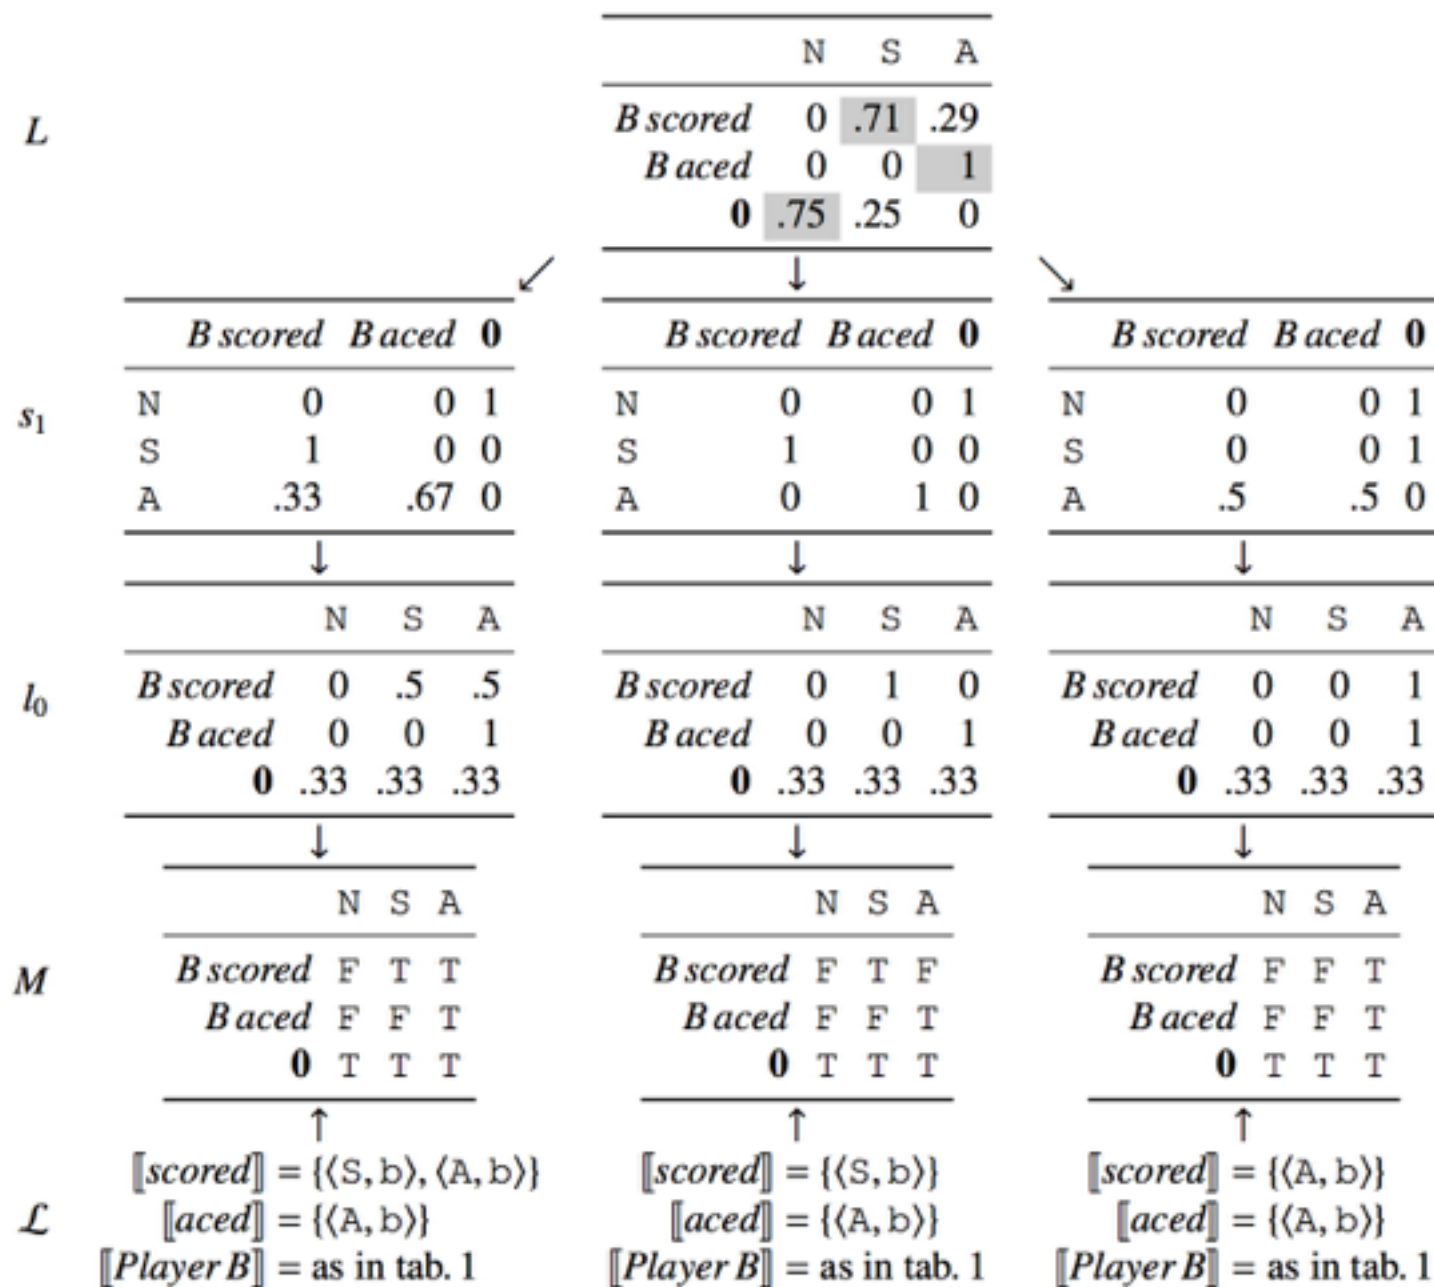 N S A
L
B scored 0 .71 .29
B aced 0 0 1
0 .75 .25 0
↙ ↓ ↘
B scored B aced 0 B scored B aced 0 B scored B aced 0
s₁
N 0 0 1 N 0 0 1 N 0 0 1
S 1 0 0 S 1 0 0 S 0 0 1
A .33 .67 0 A 0 1 0 A .5 .5 0
↓ ↓ ↓
N S A N S A N S A
l₀
B scored 0 .5 .5 B scored 0 1 0 B scored 0 0 1
B aced 0 0 1 B aced 0 0 1 B aced 0 0 1
0 .33 .33 .33 0 .33 .33 .33 0 .33 .33 .33
↓ ↓ ↓
N S A N S A N S A
M
B scored F T T B scored F T F B scored F F T
B aced F F T B aced F F T B aced F F T
0 T T T 0 T T T 0 T T T
↑ ↑ ↑
⟦scored⟧ = {⟨S, b⟩, ⟨A, b⟩} ⟦scored⟧ = {⟨S, b⟩} ⟦scored⟧ = {⟨A, b⟩}
ℒ ⟦aced⟧ = {⟨A, b⟩} ⟦aced⟧ = {⟨A, b⟩} ⟦aced⟧ = {⟨A, b⟩}
⟦Player B⟧ = as in tab. 1 ⟦Player B⟧ = as in tab. 1 ⟦Player B⟧ = as in tab. 1